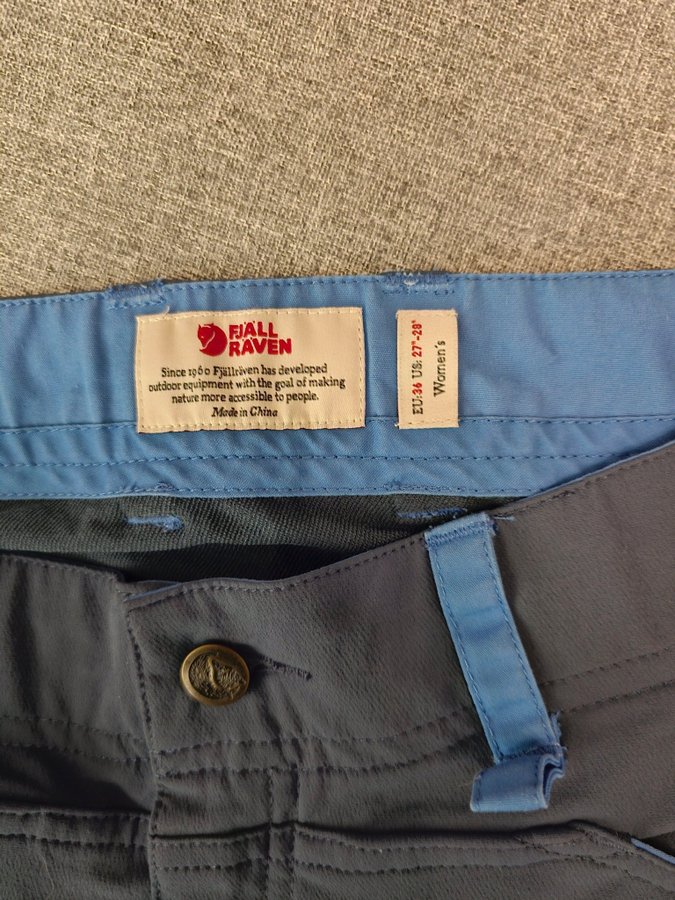 FJÄLL
RÄVEN
Since 1960 Fjällräven has developed
outdoor equipment with the goal of making
nature more accessible to people.
Made in China
EU:36 US: 27"-28"
Women's